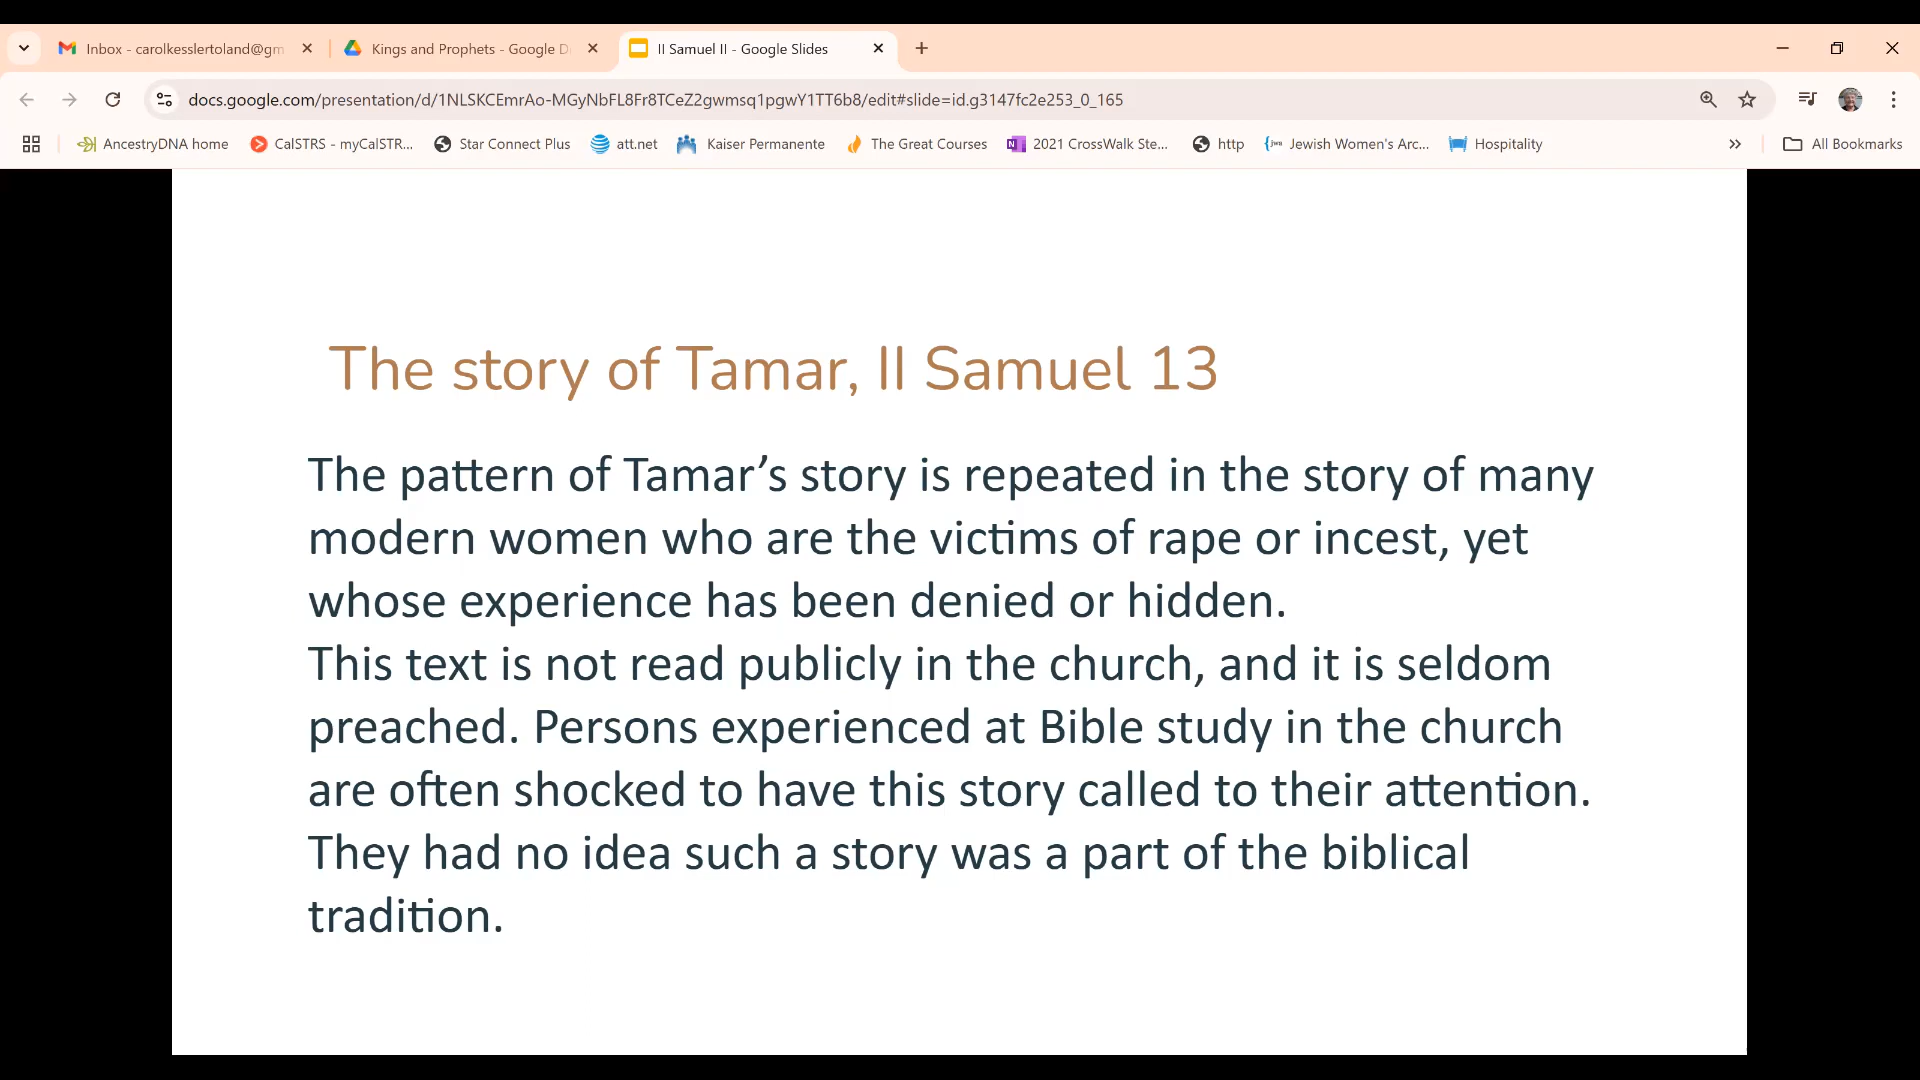 Inbox - carolkesslertoland@gm
Kings and Prophets - Google D
II Samuel II - Google Slides
docs.google.com/presentation/d/1NLSKCEmrAo-MGyNbFL8Fr8TCeZ2gwmsq1pgwY1TT6b8/edit#slide=id.g3147fc2e253_0_165
AncestryDNA home
CalSTRS - myCalSTR...
Star Connect Plus
att.net
Kaiser Permanente
The Great Courses
2021 CrossWalk Ste...
http
Jewish Women's Arc...
Hospitality
All Bookmarks
The story of Tamar, II Samuel 13
The pattern of Tamar’s story is repeated in the story of many
modern women who are the victims of rape or incest, yet
whose experience has been denied or hidden.
This text is not read publicly in the church, and it is seldom
preached. Persons experienced at Bible study in the church
are often shocked to have this story called to their attention.
They had no idea such a story was a part of the biblical
tradition.